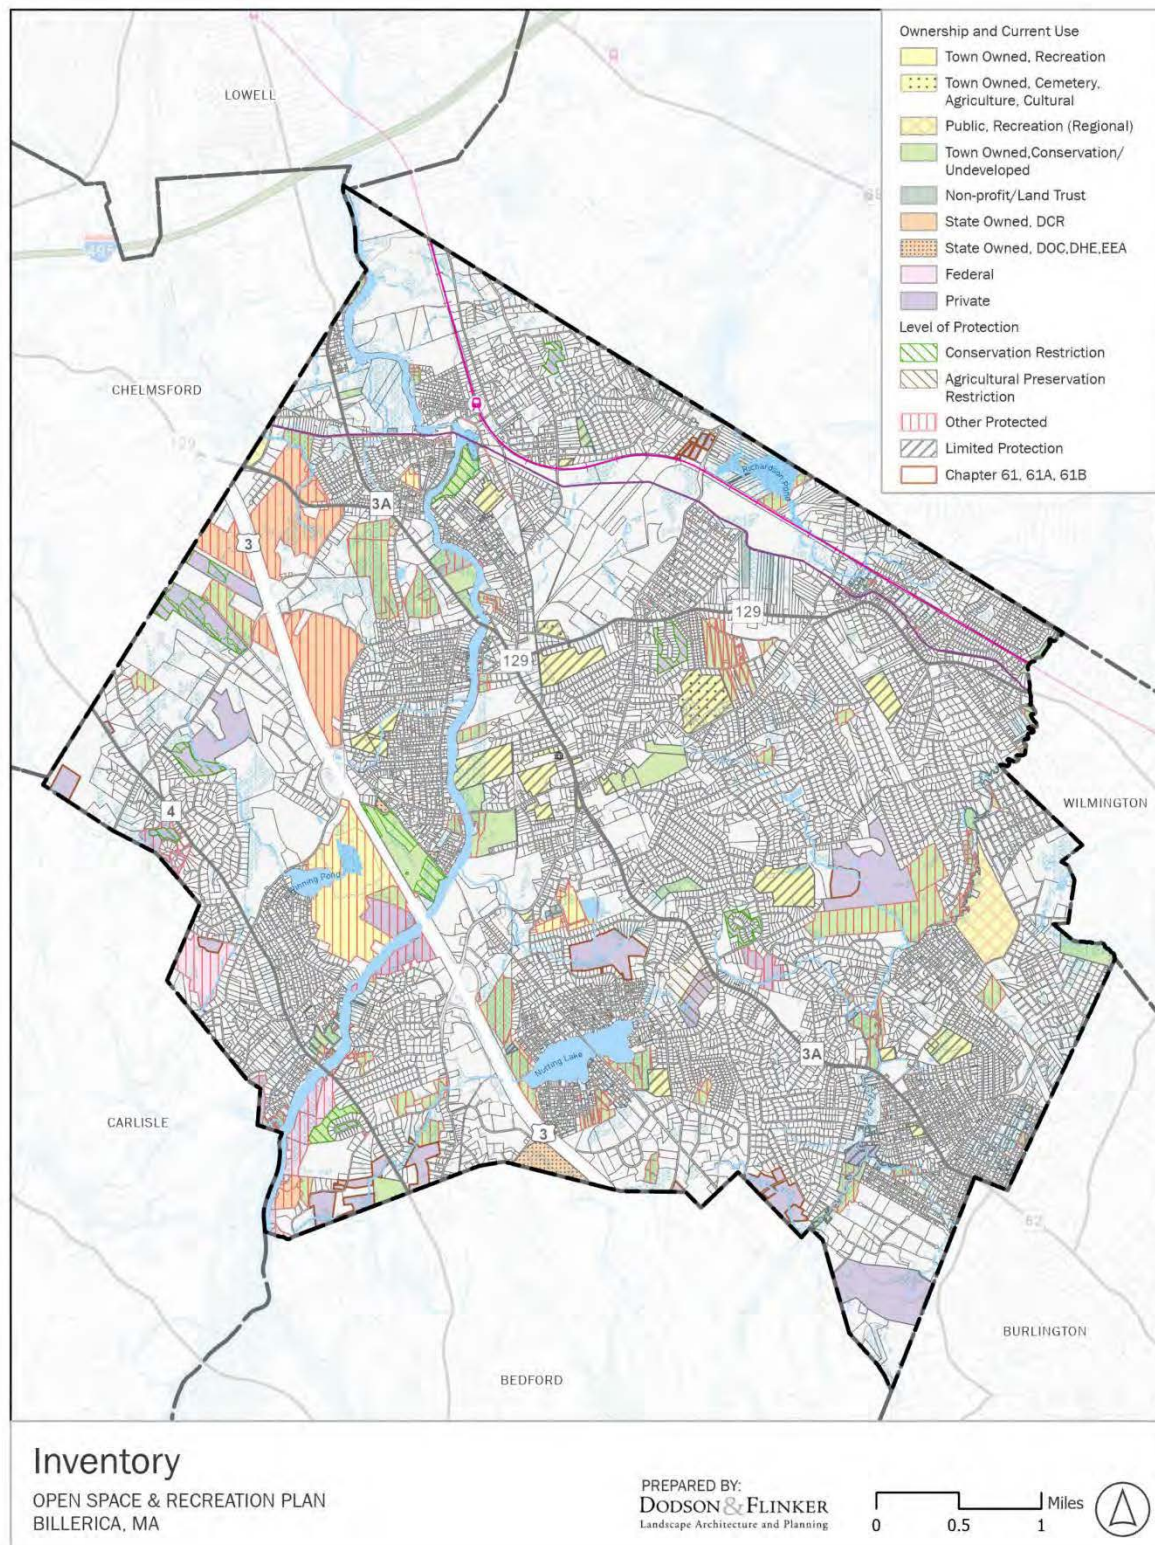 Ownership and Current Use
Town Owned, Recreation
Town Owned, Cemetery,
Agriculture, Cultural
Public, Recreation (Regional)
Town Owned,Conservation/
Undeveloped
Non-profit/Land Trust
State Owned, DCR
State Owned, DOC,DHE,EEA
Federal
Private
Level of Protection
Conservation Restriction
Agricultural Preservation
Restriction
Other Protected
Limited Protection
Chapter 61, 61A, 61B
LOWELL
495
CHELMSFORD
129
3A
3
Richardson Pond
129
129
WILMINGTON
4
Nutting Lake
3A
CARLISLE
3
62
BURLINGTON
BEDFORD
Inventory
OPEN SPACE & RECREATION PLAN
BILLERICA, MA
PREPARED BY:
DODSON & FLINKER
Landscape Architecture and Planning
Miles
0 0.5 1